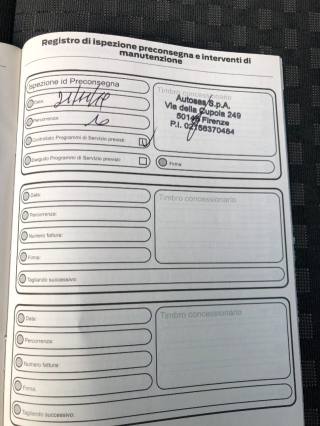 Registro di ispezione preconsegna e interventi di
manutenzione
Ispezione id Preconsegna
Timbro concessionario
Data:
Autosas S.p.A.
Via della Cupola 249
Firenze
P.I.
Percorrenza:
16
Controllato Programmi di Servizio previsti:
Eseguito Programmi di Servizio previsti:
Firma
Data:
Timbro concessionario
Percorrenza:
Numero fattura:
Firma:
Tagliando successivo:
Data:
Timbro concessionario
Percorrenza:
Numero fattura:
Firma:
Tagliando successivo: